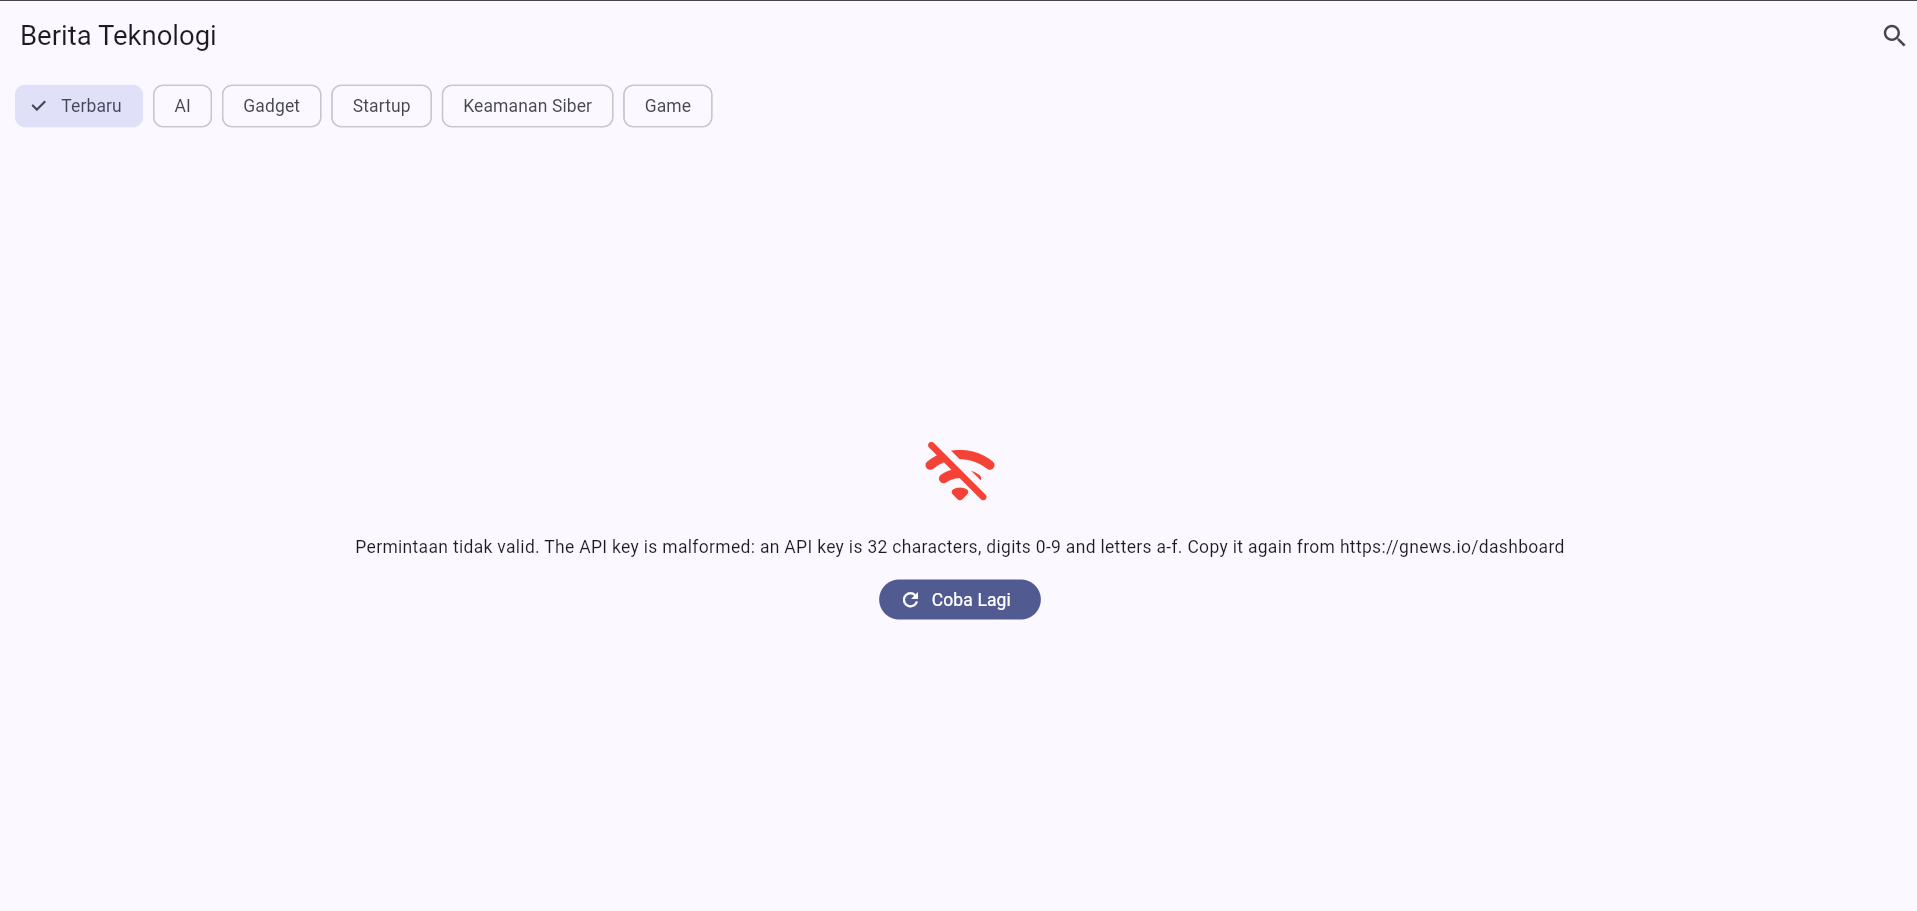 Berita Teknologi
Terbaru
AI
Gadget
Startup
Keamanan Siber
Game
Permintaan tidak valid. The API key is malformed: an API key is 32 characters, digits 0-9 and letters a-f. Copy it again from https://gnews.io/dashboard
Coba Lagi